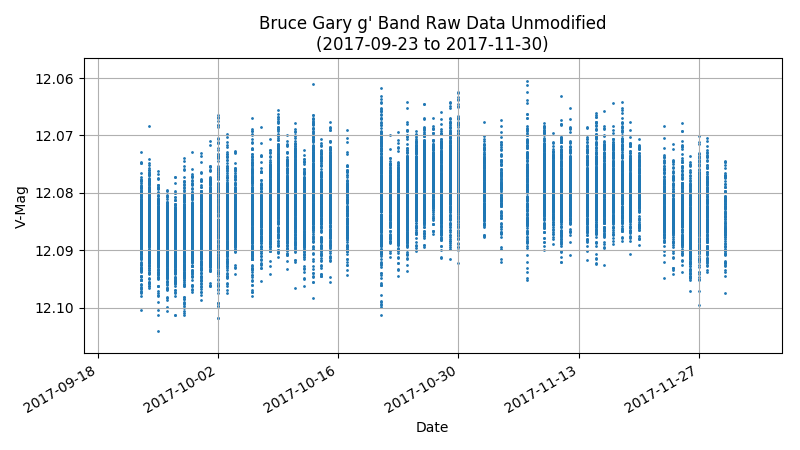 Bruce Gary g' Band Raw Data Unmodified
(2017-09-23 to 2017-11-30)
12.06
12.07
12.08
12.09
12.10
V-Mag
2017-09-18
2017-10-02
2017-10-16
2017-10-30
2017-11-13
2017-11-27
Date